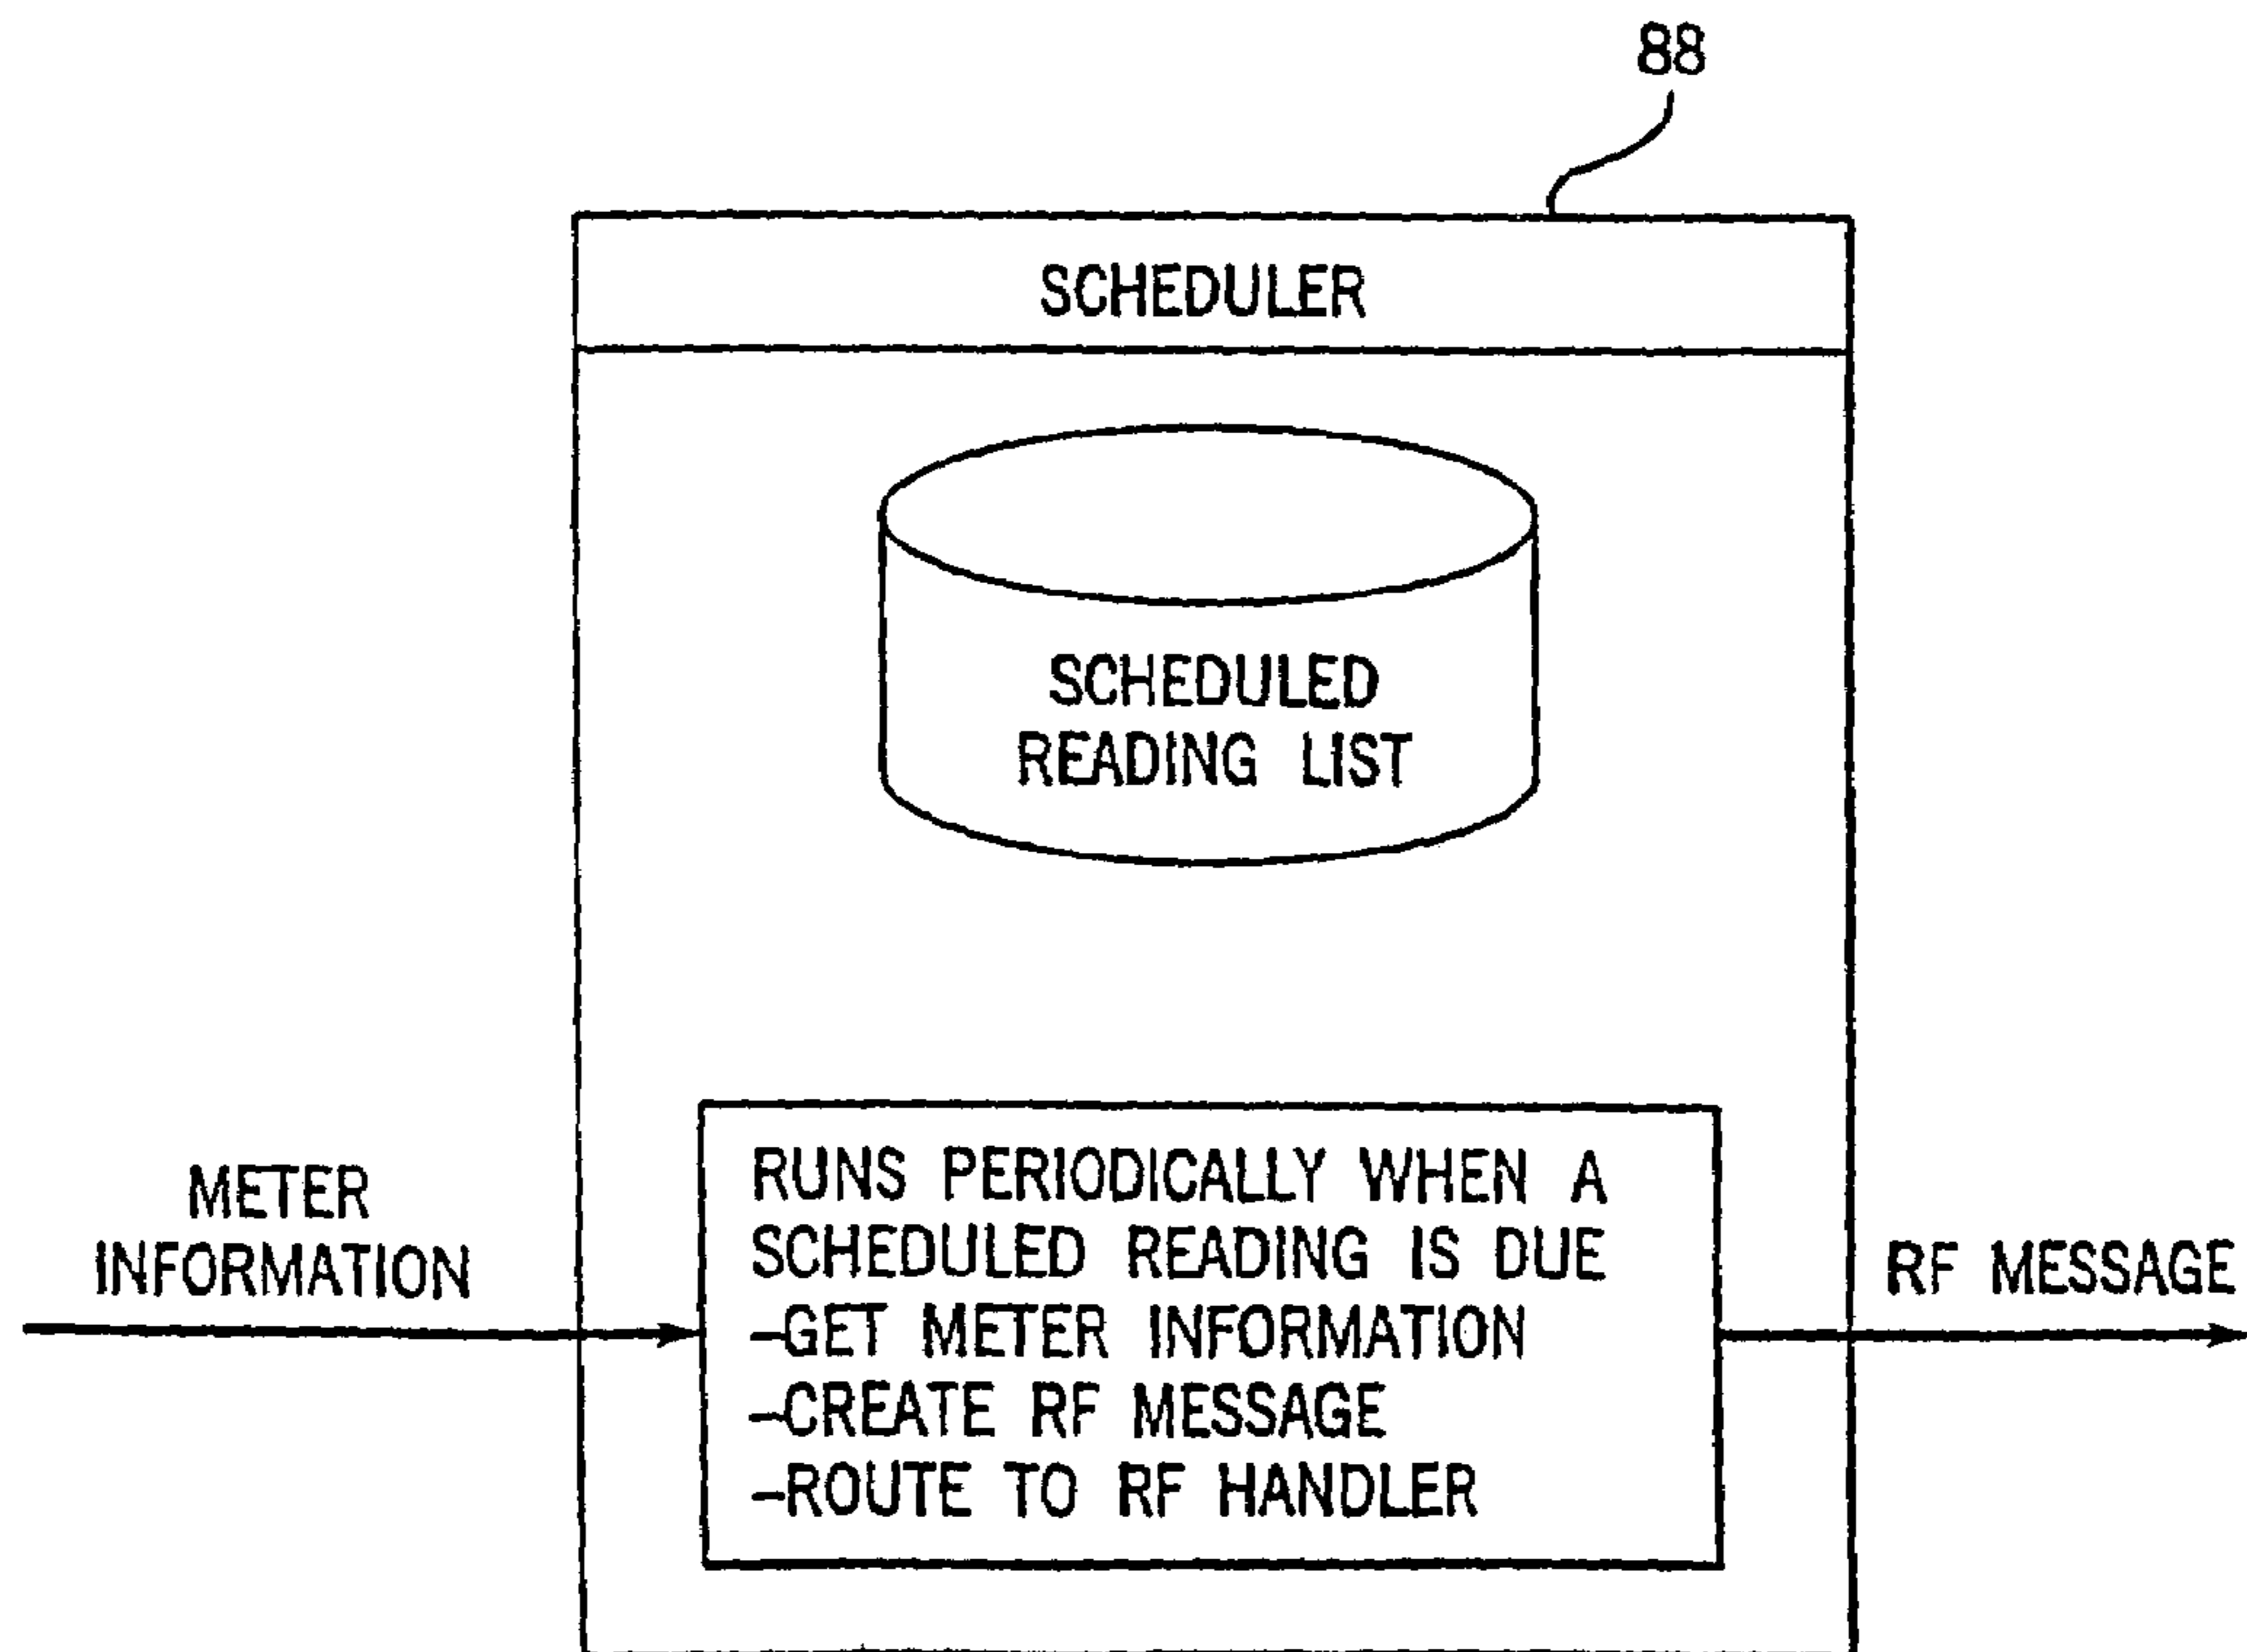 88
SCHEDULER
SCHEDULED
READING LIST
METER
INFORMATION
RUNS PERIODICALLY WHEN A
SCHEDULED READING IS DUE
-GET METER INFORMATION
-CREATE RF MESSAGE
-ROUTE TO RF HANDLER
RF MESSAGE